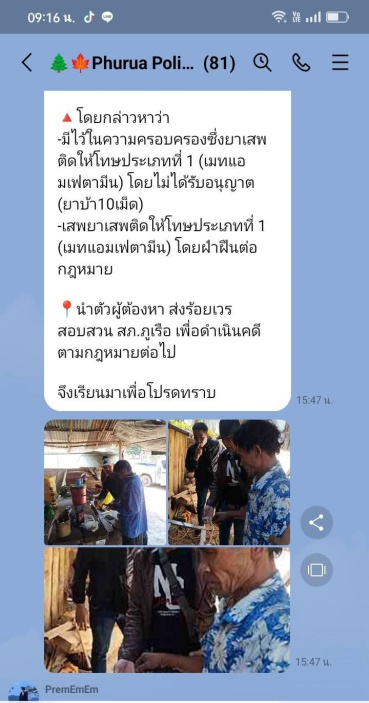 09:16 น.
Phurua Poli... (81)
โดยกล่าวหาว่า
-มีไว้ในความครอบครองซึ่งยาเสพ
ติดให้โทษประเภทที่ 1 (เมทแอ
มเฟตามีน) โดยไม่ได้รับอนุญาต
(ยาบ้า10เม็ด)
-เสพยาเสพติดให้โทษประเภทที่ 1
(เมทแอมเฟตามีน) โดยฝ่าฝืนต่อ
กฎหมาย
นำตัวผู้ต้องหา ส่งร้อยเวร
สอบสวน สภ.ภูเรือ เพื่อดำเนินคดี
ตามกฎหมายต่อไป
จึงเรียนมาเพื่อโปรดทราบ
15:47 น.
15:47 น.
PremEmEm